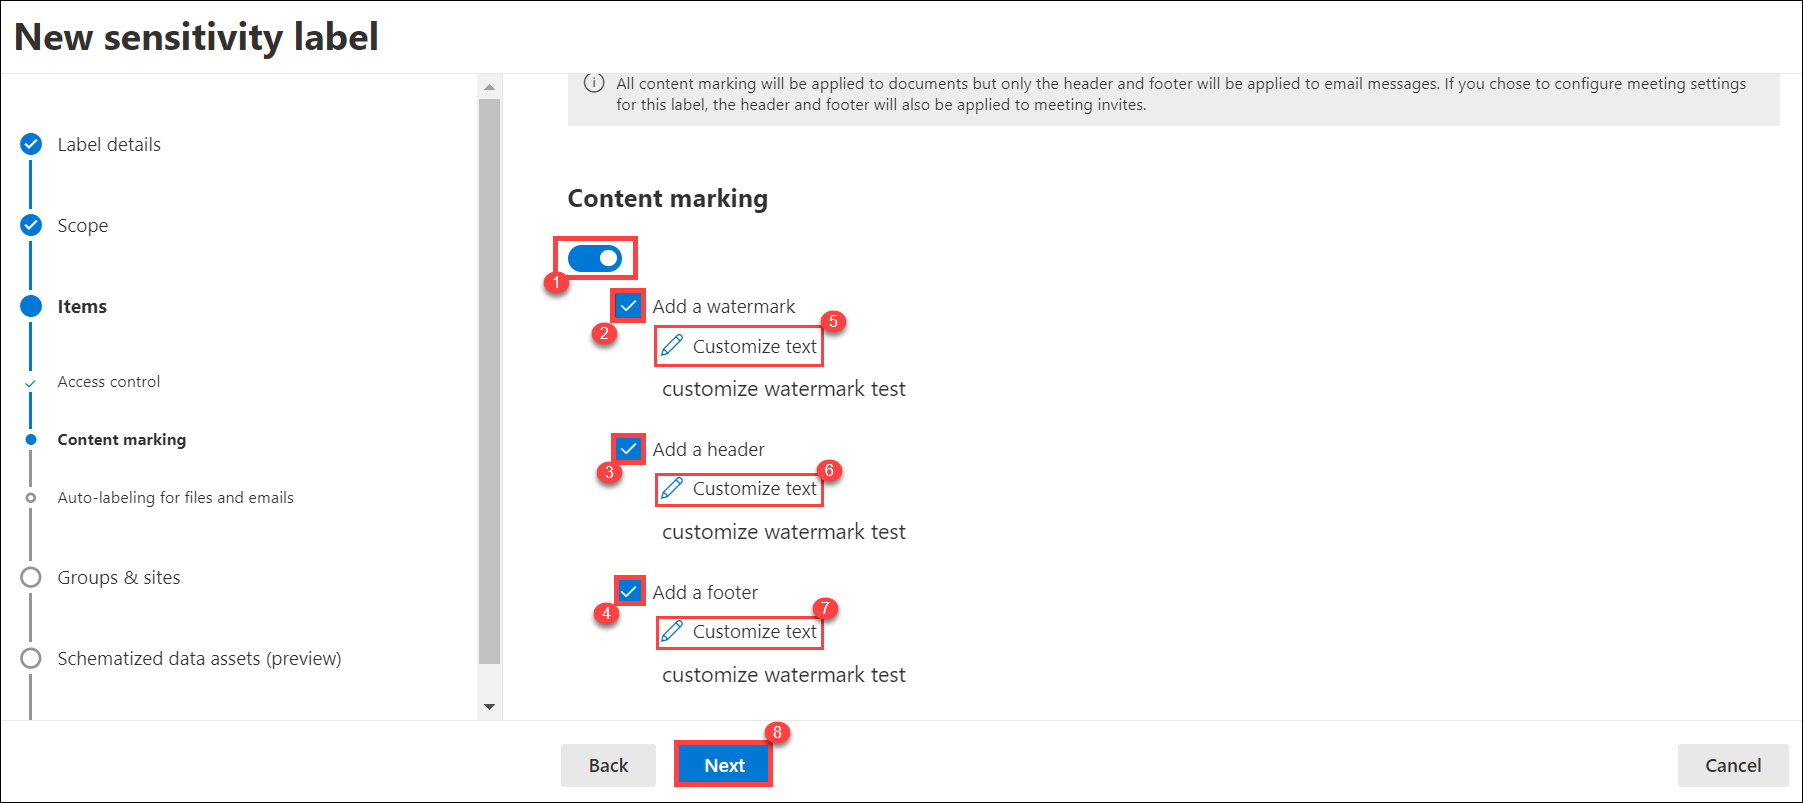 New sensitivity label
All content marking will be applied to documents but only the header and footer will be applied to email messages. If you chose to configure meeting settings
for this label, the header and footer will also be applied to meeting invites.
Label details
Scope
Items
Access control
Content marking
Auto-labeling for files and emails
Groups & sites
Schematized data assets (preview)
Content marking
1
Add a watermark
2
5
Customize text
customize watermark test
Add a header
3
6
Customize text
customize watermark test
Add a footer
4
7
Customize text
customize watermark test
8
Back
Next
Cancel